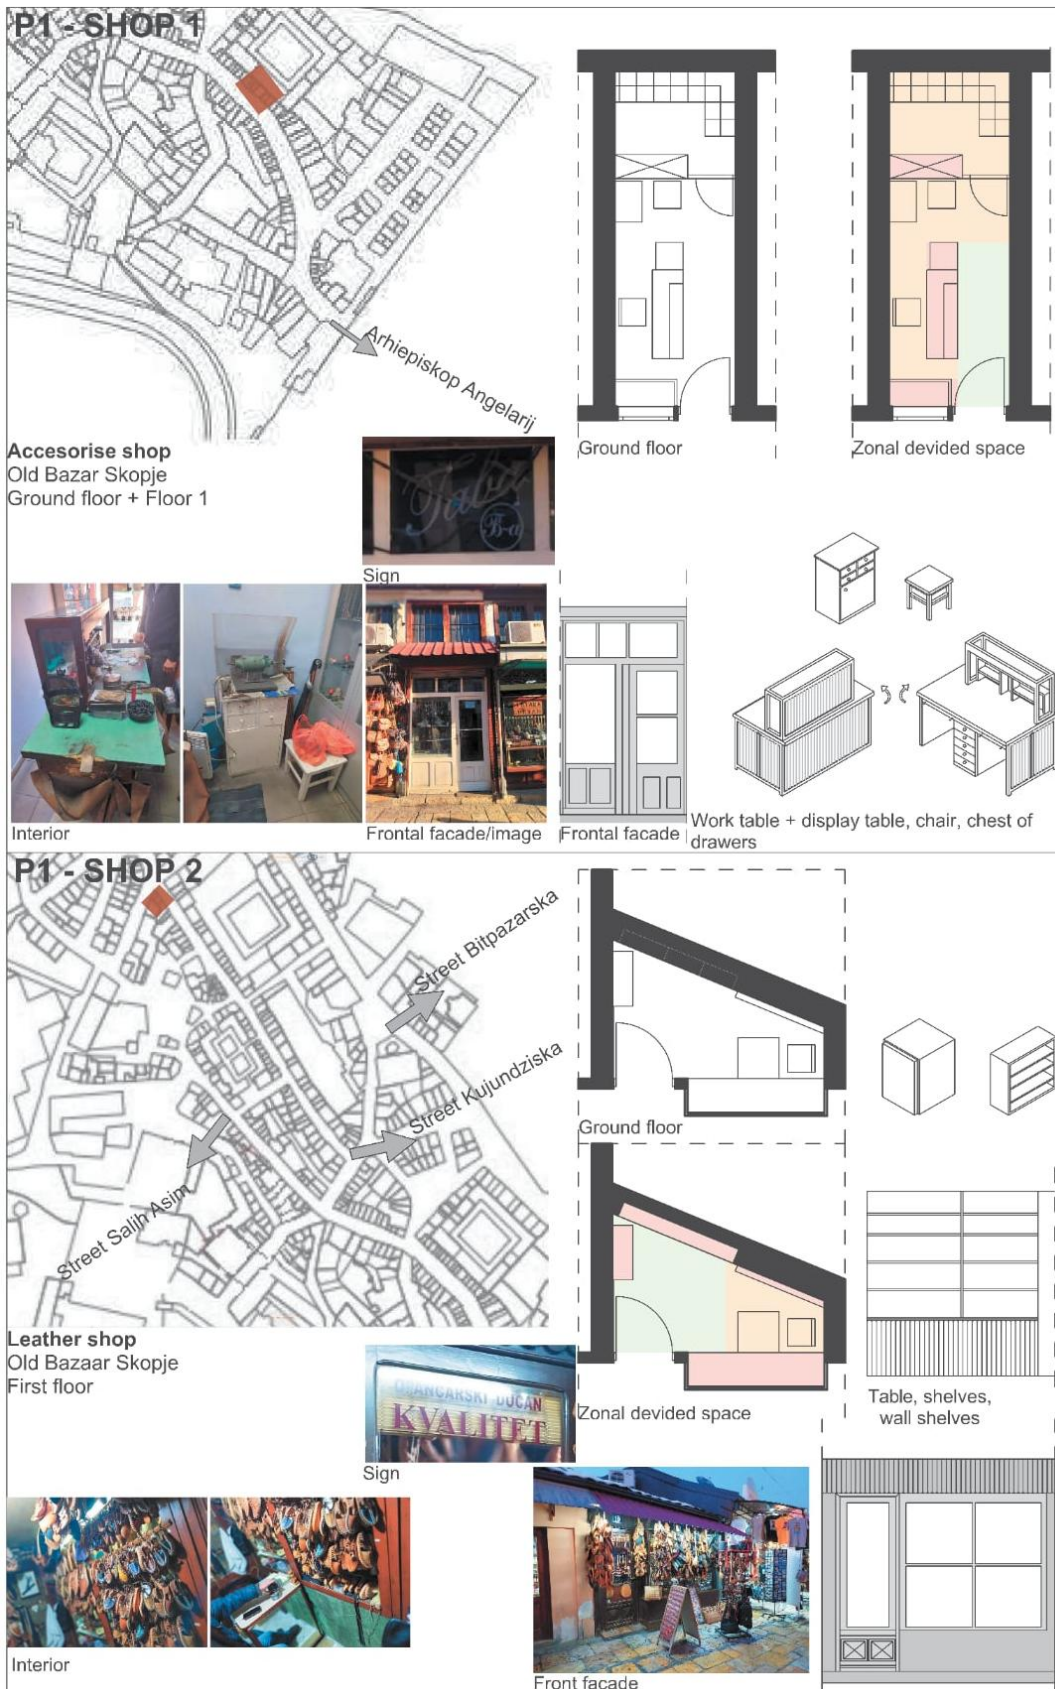 P1 - SHOP 1
Arhiepiskop Angelarij
Ground floor
Zonal devided space
Accesorise shop
Old Bazar Skopje
Ground floor + Floor 1
Sign
Interior
Frontal facade/image
Frontal facade
Work table + display table, chair, chest of
drawers
P1 - SHOP 2
Street Bitpazarska
Street Kujundziska
Street Salih Asim
Ground floor
Leather shop
Old Bazaar Skopje
First floor
OPANČARSKI DUĆAN
KVALITET
Sign
Zonal devided space
Table, shelves,
wall shelves
Interior
Front facade